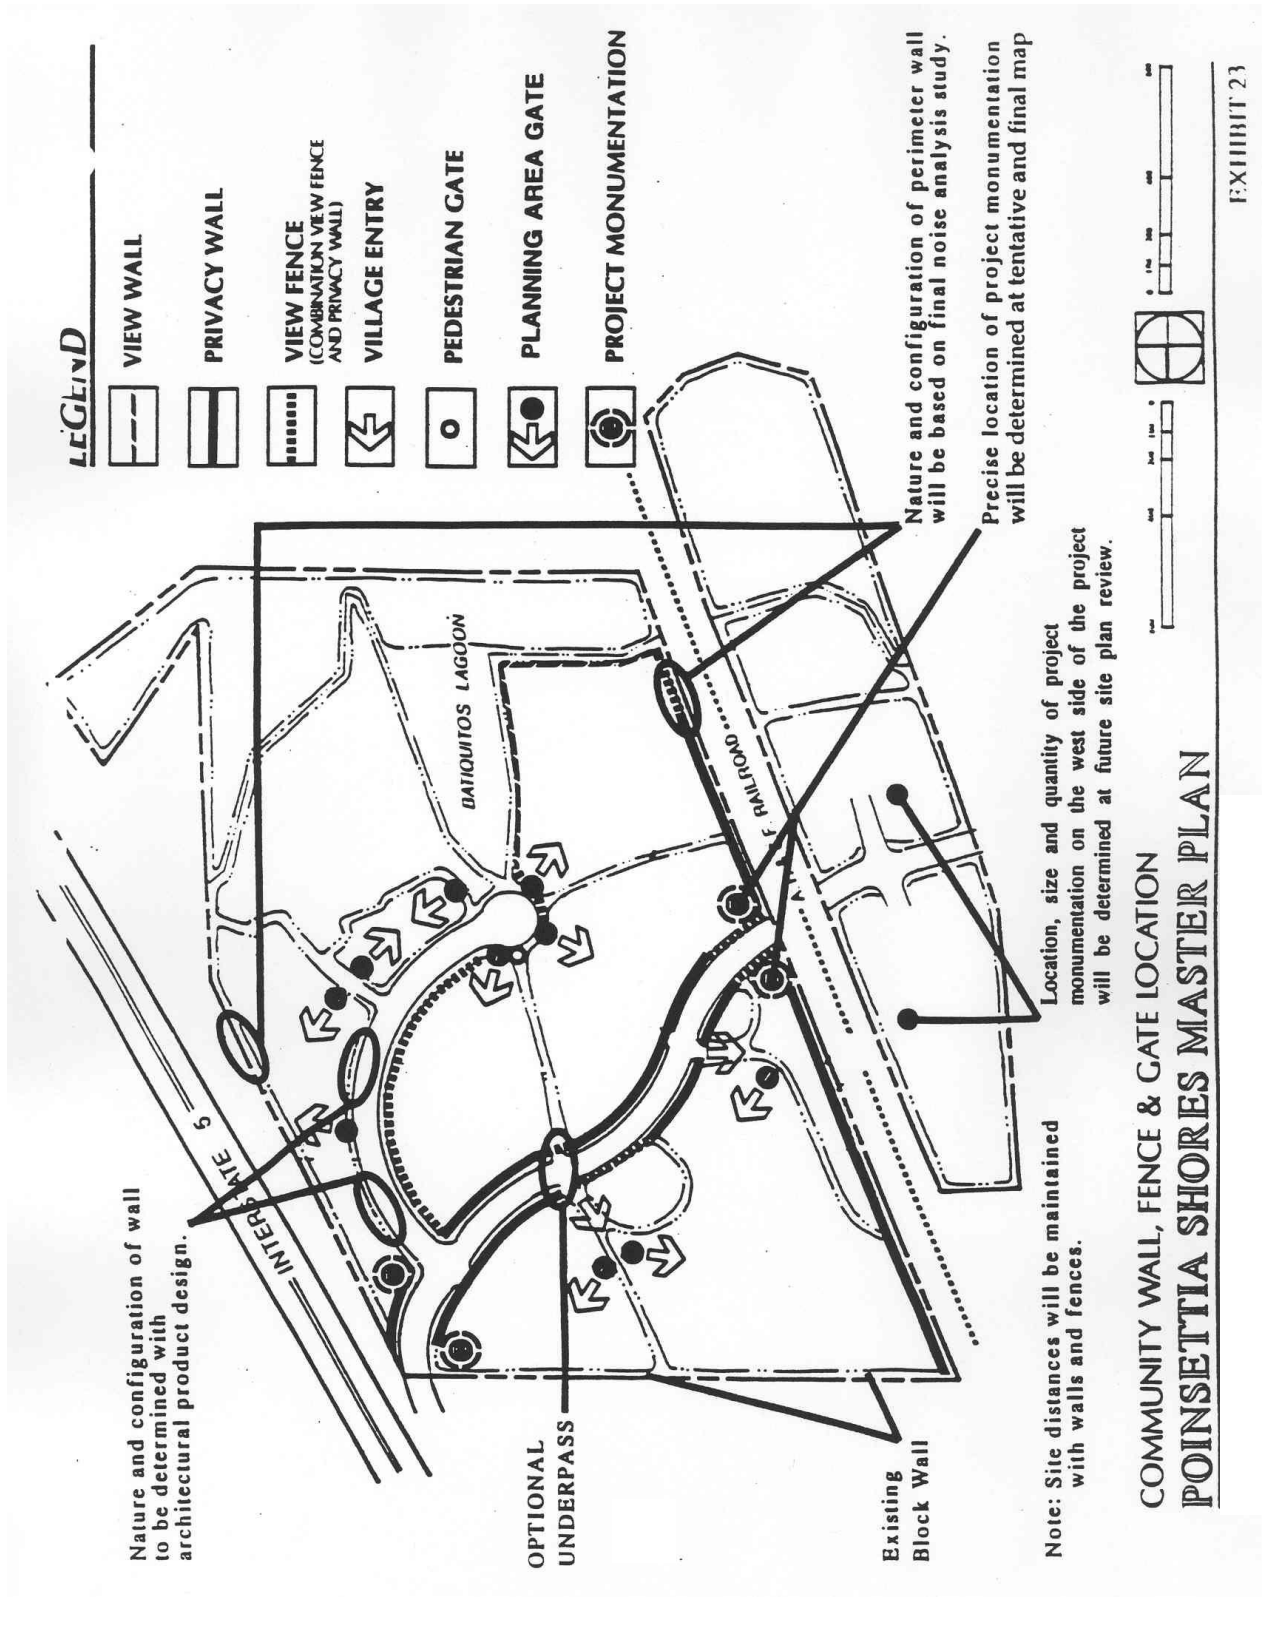 LEGEND
VIEW WALL
PRIVACY WALL
VIEW FENCE
(COMBINATION VIEW FENCE
AND PRIVACY WALL)
VILLAGE ENTRY
PEDESTRIAN GATE
PLANNING AREA GATE
PROJECT MONUMENTATION
Nature and configuration of wall
to be determined with
architectural product design.
INTERSTATE 5
BATIQUITOS LAGOON
RAILROAD
OPTIONAL
UNDERPASS
Existing
Block Wall
Nature and configuration of perimeter wall
will be based on final noise analysis study.
Precise location of project monumentation
will be determined at tentative and final map
Location, size and quantity of project
monumentation on the west side of the project
will be determined at future site plan review.
Note: Site distances will be maintained
with walls and fences.
COMMUNITY WALL, FENCE & GATE LOCATION
POINSETTIA SHORES MASTER PLAN
EXHIBIT 23